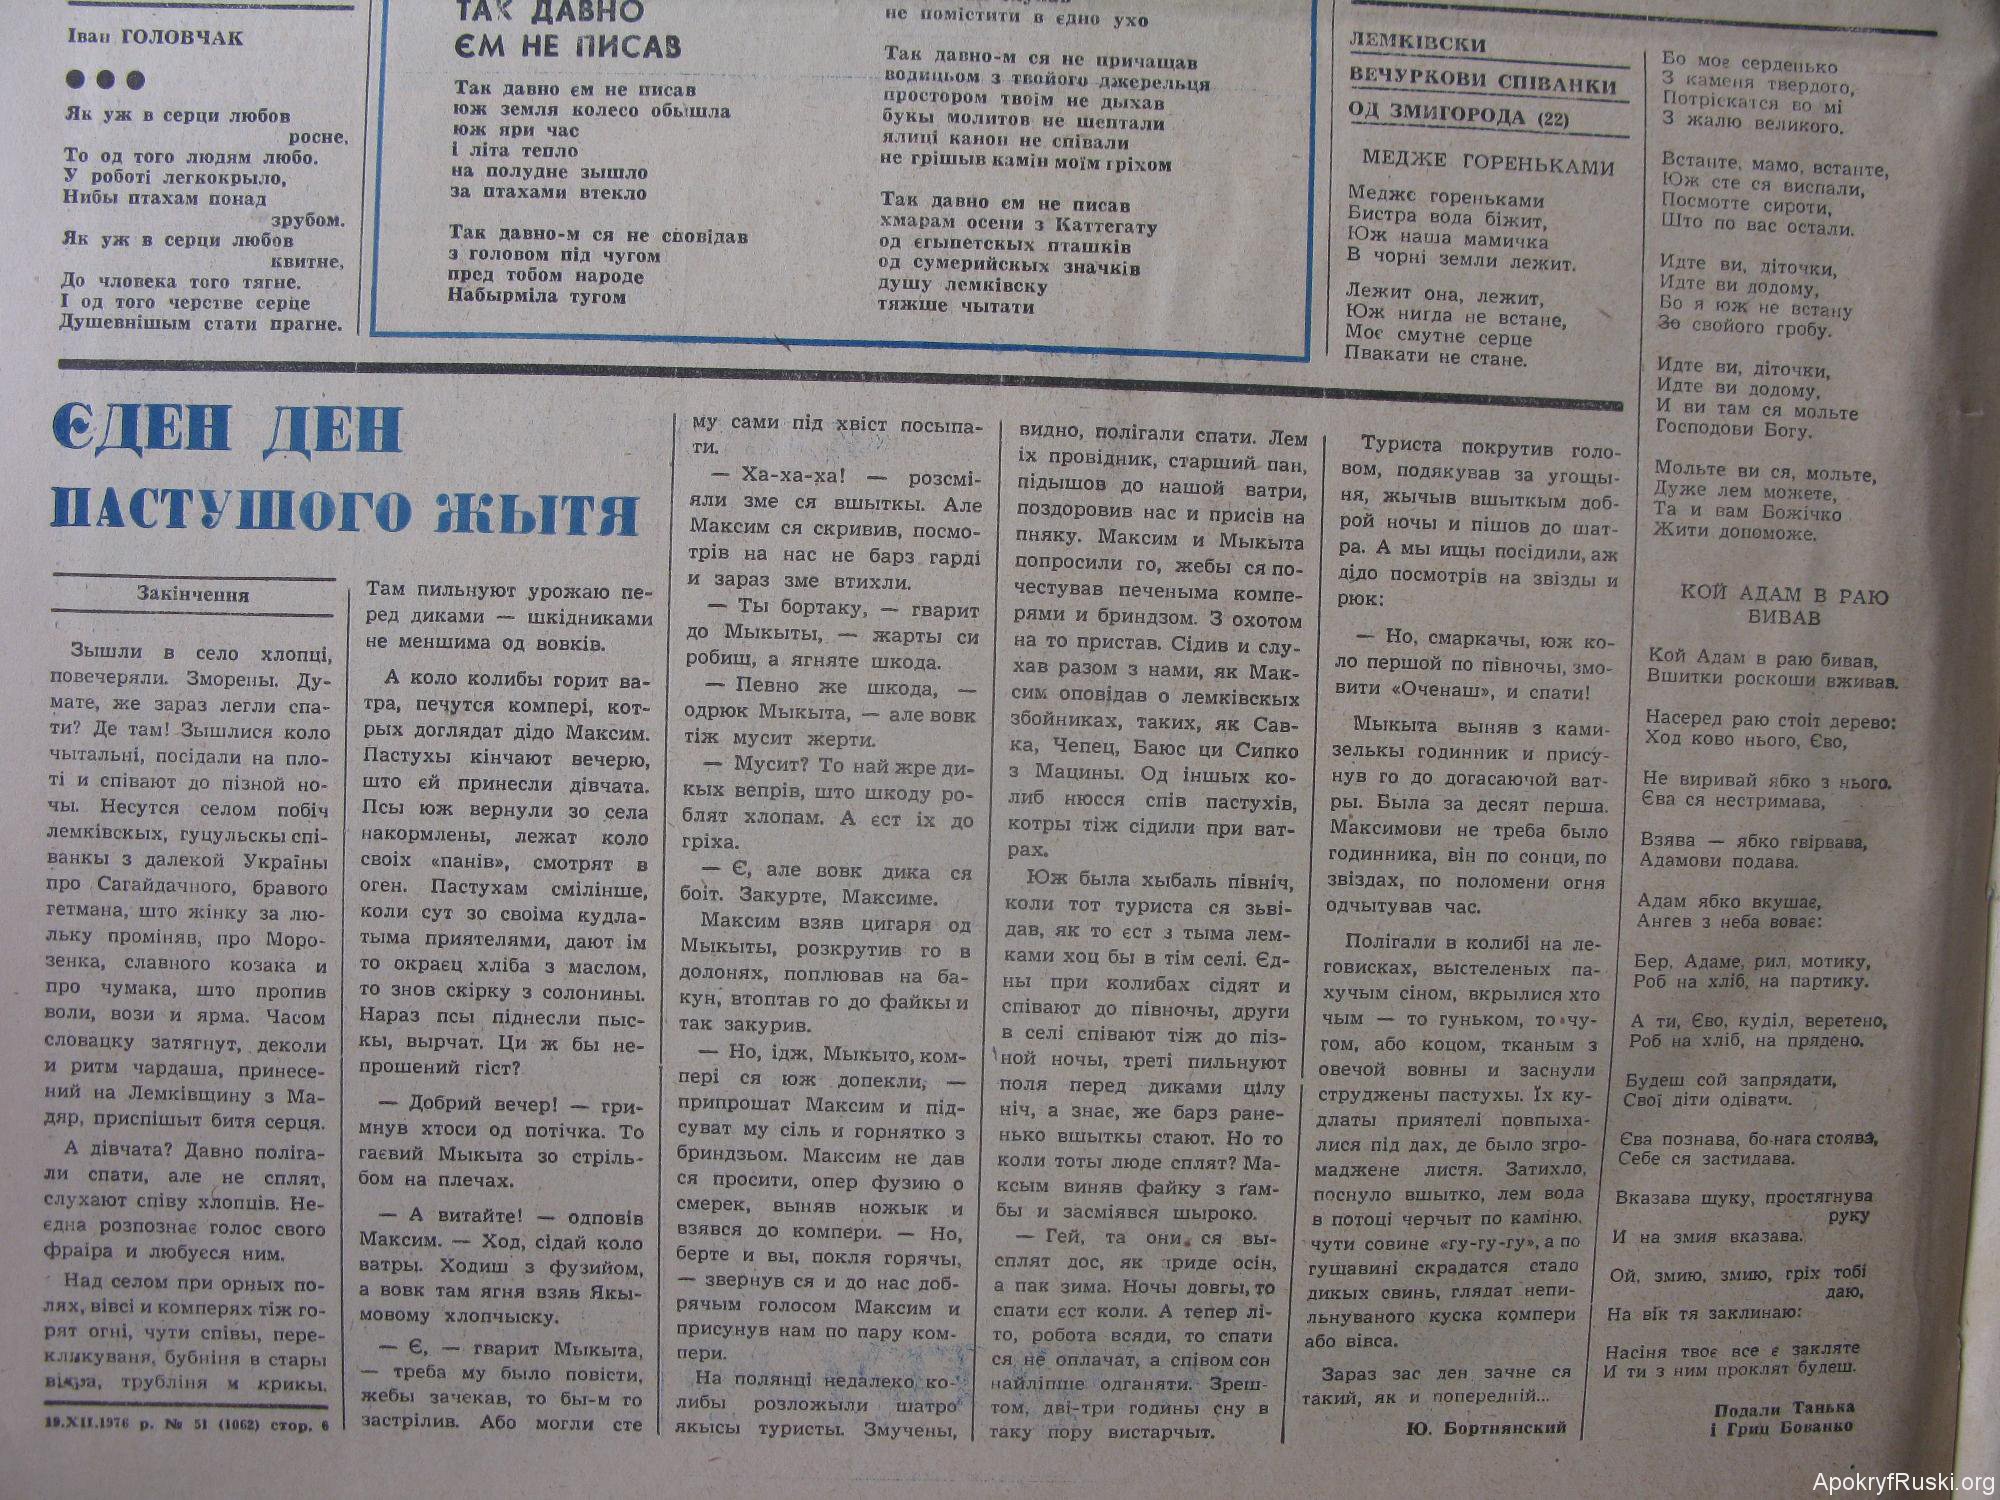 Іван ГОЛОВЧАК
Як уж в серци любов
росне,
То од того людям любо.
У роботі легкокрыло,
Нибы птахам понад
зрубом.
Як уж в серци любов
квитне,
До чловека того тягне.
І од того черстве серце
Душевнішым стати прагне.
ТАК ДАВНО
ЄМ НЕ ПИСАВ
Так давно єм не писав
юж земля колесо обышла
юж яри час
і літа тепло
на полудне зышло
за птахами втекло
Так давно-м ся не сповідав
з головом під чугом
пред тобом народе
Набырміла тугом
не помістити в єдно ухо
Так давно-м ся не причащав
водицьом з твойого джерельця
простором твоїм не дыхав
букы молитов не шептали
ялиці канон не співали
не грішыв камін моїм гріхом
Так давно ем не писав
хмарам осени з Каттегату
од єгыпетскых пташків
од сумерийскых значків
душу лемківску
тяжше чытати
ЛЕМКІВСКИ
ВЕЧУРКОВИ СПІВАНКИ
ОД ЗМИГОРОДА (22)
МЕДЖЕ ГОРЕНЬКАМИ
Меджє гореньками
Бистра вода біжит,
Юж наша мамичка
В чорні земли лежит.
Лежит она, лежит,
Юж нигда не встане,
Моє смутне серце
Пвакати не стане.
Бо моє серденько
З каменя твердого,
Потріскатся во мі
З жалю великого.
Встанте, мамо, встанте,
Юж сте ся виспали,
Посмотте сироти,
Што по вас остали.
Идте ви, діточки,
Идте ви додому,
Бо я юж не встану
Зо свойого гробу.
Идте ви, діточки,
Идте ви додому,
И ви там ся мольте
Господови Богу.
Мольте ви ся, мольте,
Дуже лем можете,
Та и вам Божічко
Жити допоможе.
КОЙ АДАМ В РАЮ
БИВАВ
Кой Адам в раю бивав,
Вшитки роскоши вживав.
Насеред раю стоіт дерево:
Ход ково нього, Єво,
Не виривай ябко з нього.
Єва ся нестримава,
Взява — ябко гвірвава,
Адамови подава.
Адам ябко вкушає,
Ангев з неба воває:
Бер, Адаме, рил, мотику,
Роб на хліб, на партику.
А ти, Єво, куділ, веретено,
Роб на хліб, на прядено.
Будеш сой запрядати,
Свої діти одівати.
Єва познава, бо нага стоява,
Себе ся застидава.
Вказава щуку, простягнува
руку
И на змия вказава.
Ой, змию, змию, гріх тобі
даю,
На вік тя заклинаю:
Насіня твоє все є закляте
И ти з ним проклят будеш.
Подали Танька
і Гриц Бованко
ЄДЕН ДЕН
ПАСТУШОГО ЖЫТЯ
Закінчення
Зышли в село хлопці,
повечеряли. Зморены. Ду-
мате, же зараз легли спа-
ти? Де там! Зышлися коло
чытальні, посідали на пло-
ті и співают до пізной но-
чы. Несутся селом побіч
лемківскых, гуцульскы спі-
ванкы з далекой Україны
про Сагайдачного, бравого
гетмана, што жінку за лю-
льку проміняв, про Моро-
зенка, славного козака и
про чумака, што пропив
воли, вози и ярма. Часом
словацку затягнут, деколи
и ритм чардаша, принесе-
ний на Лемківщину з Ма-
дяр, приспішыт битя серця.
А дівчата? Давно поліга-
ли спати, але не сплят,
слухают співу хлопців. Не-
єдна розпознає голос свого
фраіра и любуєся ним.
Над селом при орных по-
лях, вівсі и комперях тіж го-
рят огні, чути співы, пере-
кликуваня, бубніня в стары
відра, трубліня и крикы.
19.XII.1976 р. № 51 (1062) стор. 6
Там пильнуют урожаю пе-
ред диками — шкідниками
не меншима од вовків.
А коло колибы горит ва-
тра, печутся компері, кот-
рых доглядат дідо Максим.
Пастухы кінчают вечерю,
што єй принесли дівчата.
Псы юж вернули зо села
накормлены, лежат коло
своіх «панів», смотрят в
оген. Пастухам смілінше,
коли сут зо своіма кудла-
тыма приятелями, дают ім
то окраєц хліба з маслом,
то знов скірку з солонины.
Нараз псы піднесли пыс-
кы, вырчат. Ци ж бы не-
прошений гіст?
— Добрий вечер! — гри-
мнув хтоси од потічка. То
гаєвий Мыкыта зо стріль-
бом на плечах.
— А витайте! — одповів
Максим. — Ход, сідай коло
ватры. Ходиш з фузийом,
а вовк там ягня взяв Якы-
мовому хлопчыску.
— Є, — гварит Мыкыта,
— треба му было повісти,
жебы зачекав, то бы-м го
застрілив. Або могли сте
му сами під хвіст посыпа-
ти.
— Ха-ха-ха! — розсмі-
яли зме ся вшыткы. Але
Максим ся скривив, посмо-
трів на нас не барз гарді
и зараз зме втихли.
— Ты бортаку, — гварит
до Мыкыты, — жарты си
робиш, а ягняте шкода.
— Певно же шкода, —
одрюк Мыкыта, — але вовк
тіж мусит жерти.
— Мусит? То най жре ди-
кых вепрів, што шкоду ро-
блят хлопам. А єст іх до
гріха.
— Є, але вовк дика ся
боіт. Закурте, Максиме.
Максим взяв цигаря од
Мыкыты, розкрутив го в
долонях, поплював на ба-
кун, втоптав го до файкы и
так закурив.
— Но, ідж, Мыкыто, ком-
пері ся юж допекли, —
припрошат Максим и під-
суват му сіль и горнятко з
бриндзьом. Максим не дав
ся просити, опер фузию о
смерек, выняв ножык и
взявся до компери. — Но,
берте и вы, покля горячы,
— звернув ся и до нас доб-
рячым голосом Максим и
присунув нам по пару ком-
пери.
На полянці недалеко ко-
либы розложыли шатро
якысы туристы. Змучены,
видно, полігали спати. Лем
іх провідник, старший пан,
підышов до нашой ватри,
поздоровив нас и присів на
пняку. Максим и Мыкыта
попросили го, жебы ся по-
честував печеныма компе-
рями и бриндзом. З охотом
на то пристав. Сідив и слу-
хав разом з нами, як Мак-
сим оповідав о лемківскых
збойниках, таких, як Сав-
ка, Чепец, Баюс ци Сипко
з Мацины. Од іншых ко-
либ нюсся спів пастухів,
котры тіж сідили при ват-
рах.
Юж была хыбаль північ,
коли тот туриста ся зьві-
дав, як то єст з тыма лем-
ками хоц бы в тім селі. Єд-
ны при колибах сідят и
співают до півночы, други
в селі співают тіж до піз-
ной ночы, треті пильнуют
поля перед диками цілу
ніч, а знає, же барз ране-
нько вшыткы стают. Но то
коли тоты люде сплят? Ма-
ксым виняв файку з гам-
бы и засміявся шыроко.
— Гей, та они ся вы-
сплят дос, як приде осін,
а пак зима. Ночы довгы, то
спати єст коли. А тепер лі-
то, робота всяди, то спати
ся не оплачат, а співом сон
найліпше одганяти. Зреш-
том, дві-три годины сну в
таку пору вистарчыт.
Туриста покрутив голо-
вом, подякував за угощы-
ня, жычыв вшыткым доб-
рой ночы и пішов до шат-
ра. А мы ищы посідили, аж
дідо посмотрів на звізды и
рюк:
— Но, смаркачы, юж ко-
ло першой по півночы, змо-
вити «Оченаш», и спати!
Мыкыта выняв з ками-
зелькы годинник и прису-
нув го до догасаючой ват-
ры. Была за десят перша.
Максимови не треба было
годинника, він по сонци, по
звіздах, по поломени огня
одчытував час.
Полігали в колибі на ле-
говисках, выстеленых па-
хучым сіном, вкрылися хто
чым — то гуньком, то чу-
гом, або коцом, тканым з
овечой вовны и заснули
струджены пастухы. Їх ку-
длаты приятелі повпыха-
лися під дах, де было згро-
маджене листя. Затихло,
поснуло вшытко, лем вода
в потоці черчыт по каміню,
чути совине «гу-гу-гу», а по
гущавині скрадатся стадо
диkых свинь, глядат непи-
льнуваного куска компери
або вівса.
Зараз зас ден зачне ся
такий, як и попередній...
Ю. Бортнянский
ApokryfRuski.org